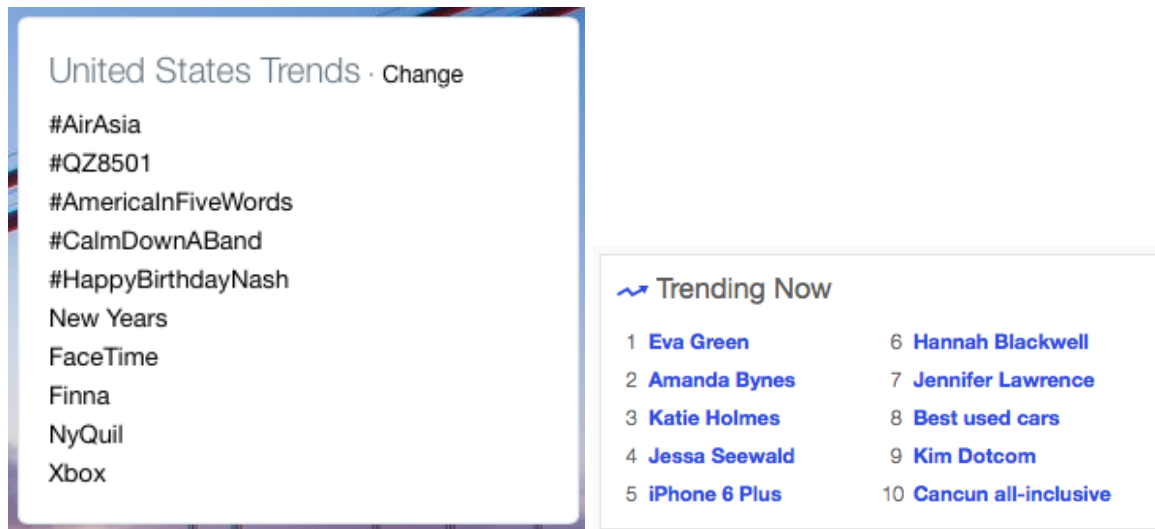 United States Trends · Change
#AirAsia
#QZ8501
#AmericaInFiveWords
#CalmDownABand
#HappyBirthdayNash
New Years
FaceTime
Finna
NyQuil
Xbox
Trending Now
1 Eva Green
2 Amanda Bynes
3 Katie Holmes
4 Jessa Seewald
5 iPhone 6 Plus
6 Hannah Blackwell
7 Jennifer Lawrence
8 Best used cars
9 Kim Dotcom
10 Cancun all-inclusive